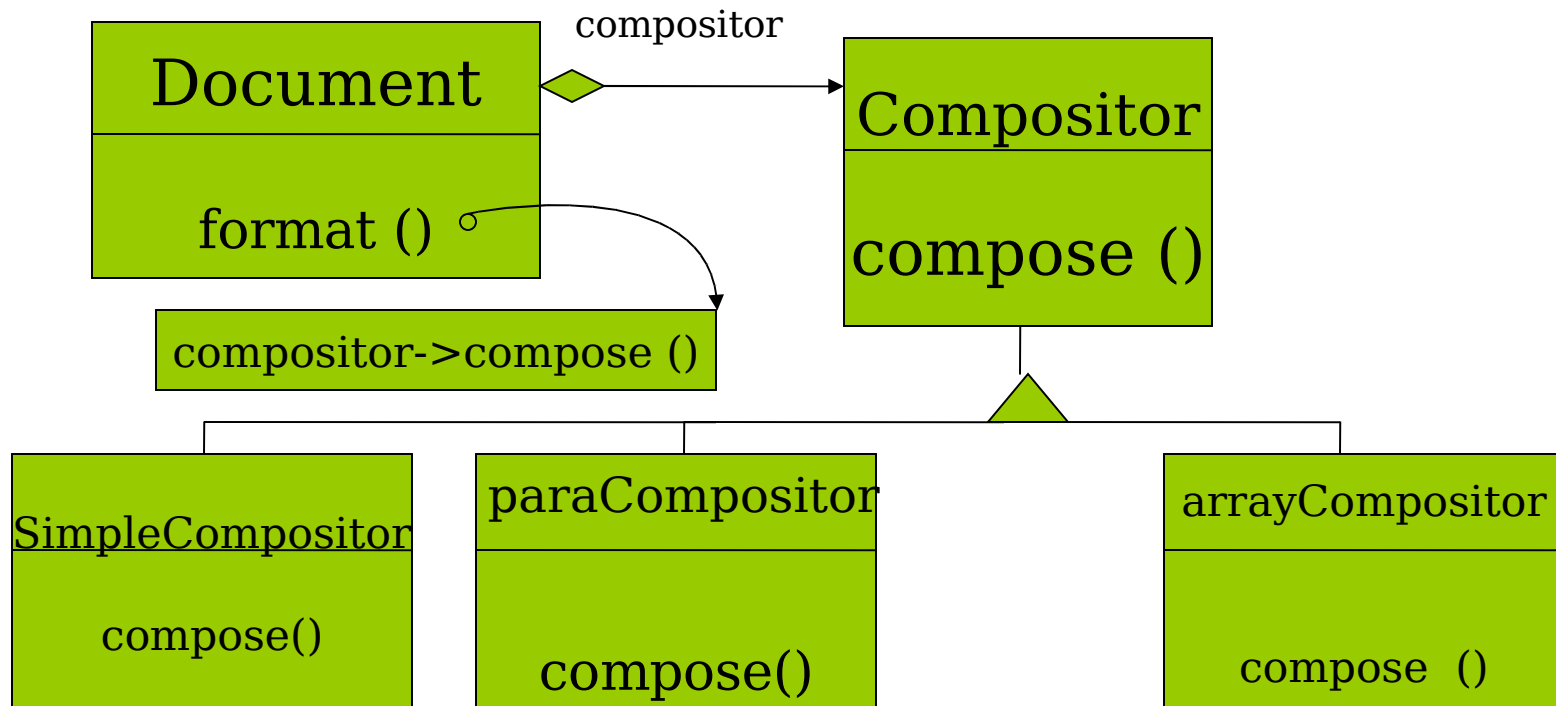 compositor
Document
Compositor
format ()
compose ()
compositor->compose ()
SimpleCompositor
paraCompositor
arrayCompositor
compose()
compose()
compose ()